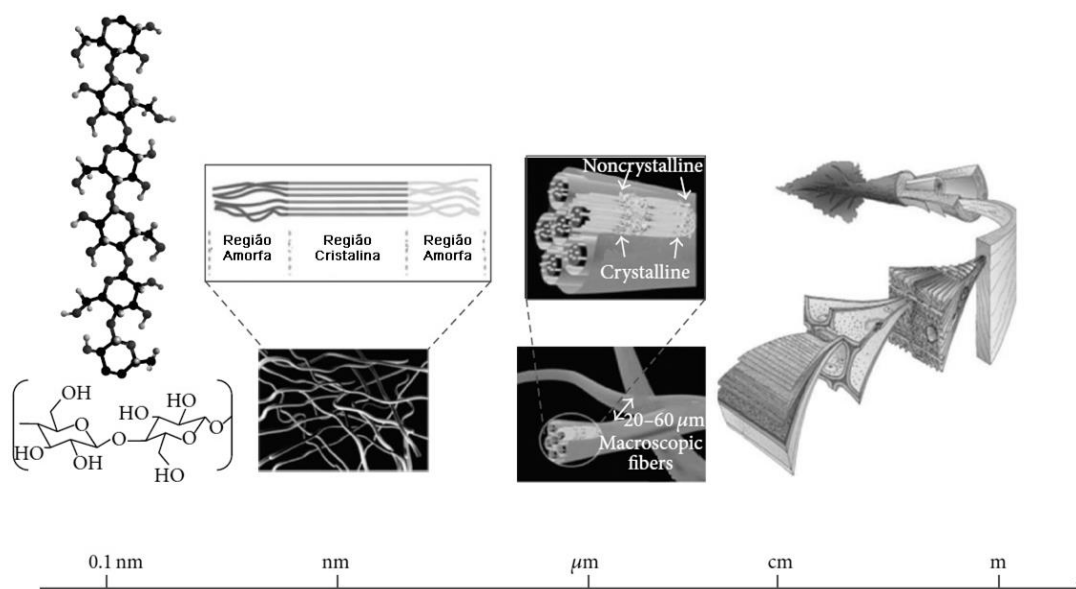 Noncrystalline
Crystalline
Região
Amorfa
Região
Cristalina
Região
Amorfa
20–60 μm
Macroscopic
fibers
OH
HO
OH
O
O
HO
OH
HO
OH
O
O
HO
0.1 nm
nm
μm
cm
m